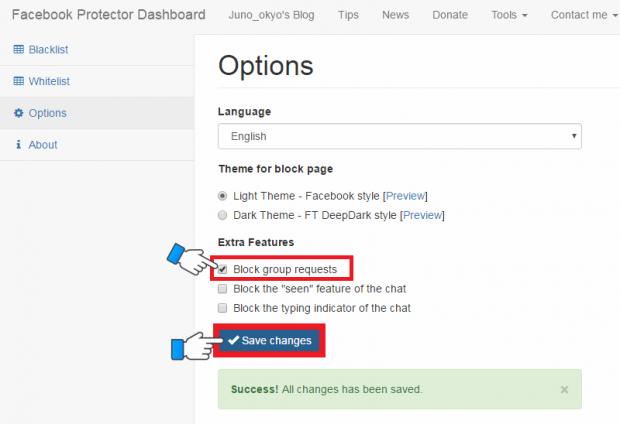 Facebook Protector Dashboard Juno_okyo's Blog Tips News Donate Tools Contact me
Blacklist
Whitelist
Options
About
Options
Language
English
Theme for block page
Light Theme - Facebook style [Preview]
Dark Theme - FT DeepDark style [Preview]
Extra Features
Block group requests
Block the "seen" feature of the chat
Block the typing indicator of the chat
Save changes
Success! All changes has been saved. ×